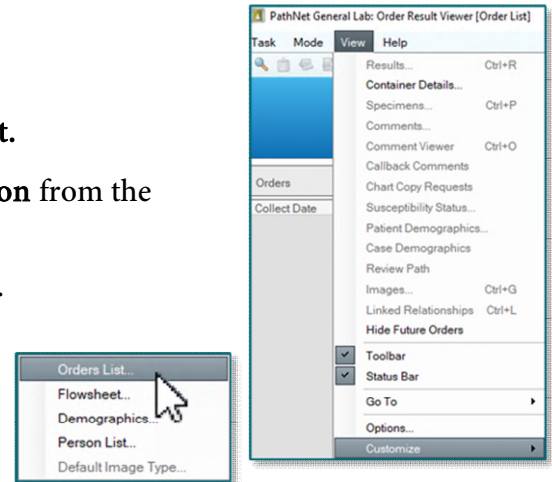 PathNet General Lab: Order Result Viewer [Order List]
Task Mode View Help
Results... Ctrl+R
Container Details...
Specimens... Ctrl+P
Comments...
Comment Viewer Ctrl+O
Callback Comments
Chart Copy Requests
Susceptibility Status...
Patient Demographics...
Case Demographics
Review Path
Images... Ctrl+G
Linked Relationships Ctrl+L
Hide Future Orders
Toolbar
Status Bar
Go To
Options...
Customize
Orders
Collect Date
t.
on from the
.
Orders List...
Flowsheet...
Demographics...
Person List...
Default Image Type...